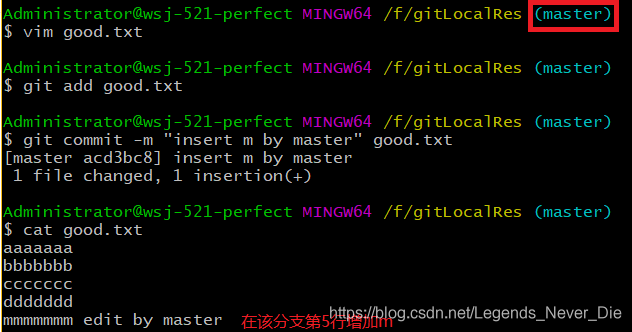 Administrator@wsj-521-perfect MINGW64 /f/gitLocalRes (master)
$ vim good.txt
Administrator@wsj-521-perfect MINGW64 /f/gitLocalRes (master)
$ git add good.txt
Administrator@wsj-521-perfect MINGW64 /f/gitLocalRes (master)
$ git commit -m "insert m by master" good.txt
[master acd3bc8] insert m by master
 1 file changed, 1 insertion(+)
Administrator@wsj-521-perfect MINGW64 /f/gitLocalRes (master)
$ cat good.txt
aaaaaaa
bbbbbbb
ccccccc
ddddddd
mmmmmmmm edit by master 在该分支第5行增加m
https://blog.csdn.net/Legends_Never_Die